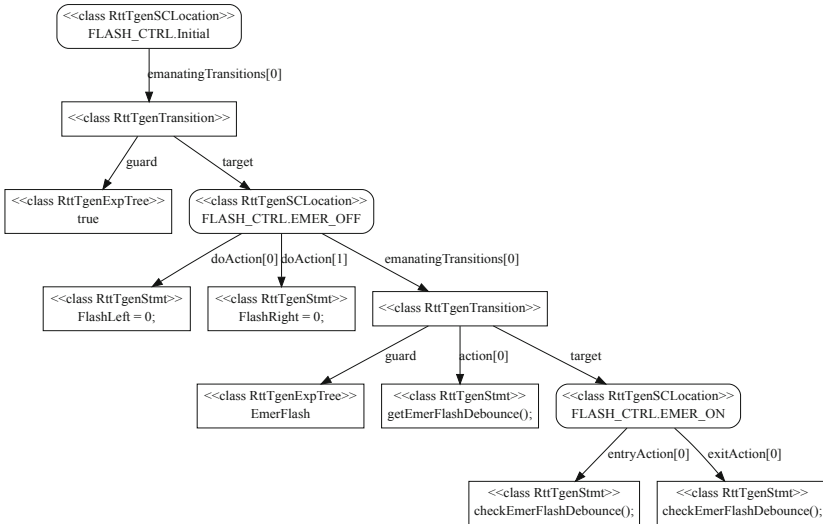 <<class RttTgenSCLocation>>
FLASH_CTRL.Initial
emanatingTransitions[0]
<<class RttTgenTransition>>
guard
target
<<class RttTgenExpTree>>
true
<<class RttTgenSCLocation>>
FLASH_CTRL.EMER_OFF
doAction[0]
doAction[1]
emanatingTransitions[0]
<<class RttTgenStmt>>
FlashLeft = 0;
<<class RttTgenStmt>>
FlashRight = 0;
<<class RttTgenTransition>>
guard
action[0]
target
<<class RttTgenExpTree>>
EmerFlash
<<class RttTgenStmt>>
getEmerFlashDebounce();
<<class RttTgenSCLocation>>
FLASH_CTRL.EMER_ON
entryAction[0]
exitAction[0]
<<class RttTgenStmt>>
checkEmerFlashDebounce();
<<class RttTgenStmt>>
checkEmerFlashDebounce();